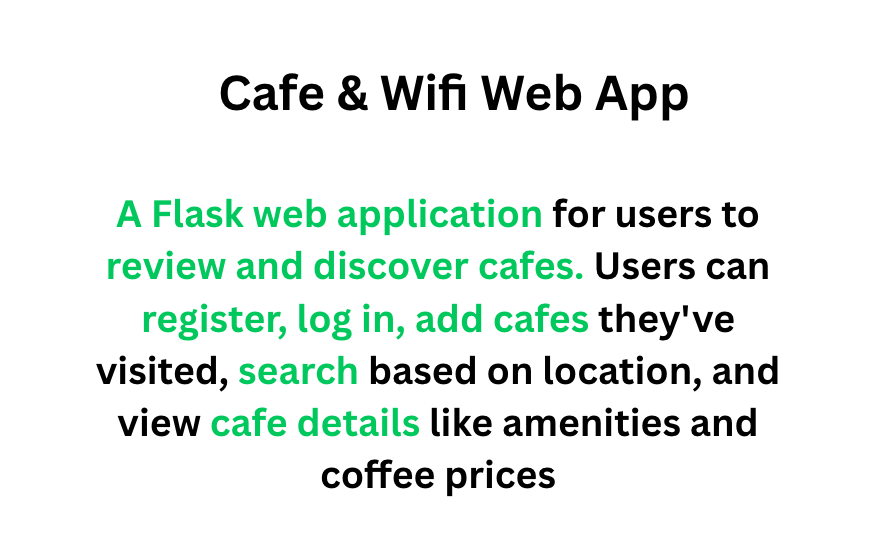 Cafe & Wifi Web App
A Flask web application for users to
review and discover cafes. Users can
register, log in, add cafes they've
visited, search based on location, and
view cafe details like amenities and
coffee prices